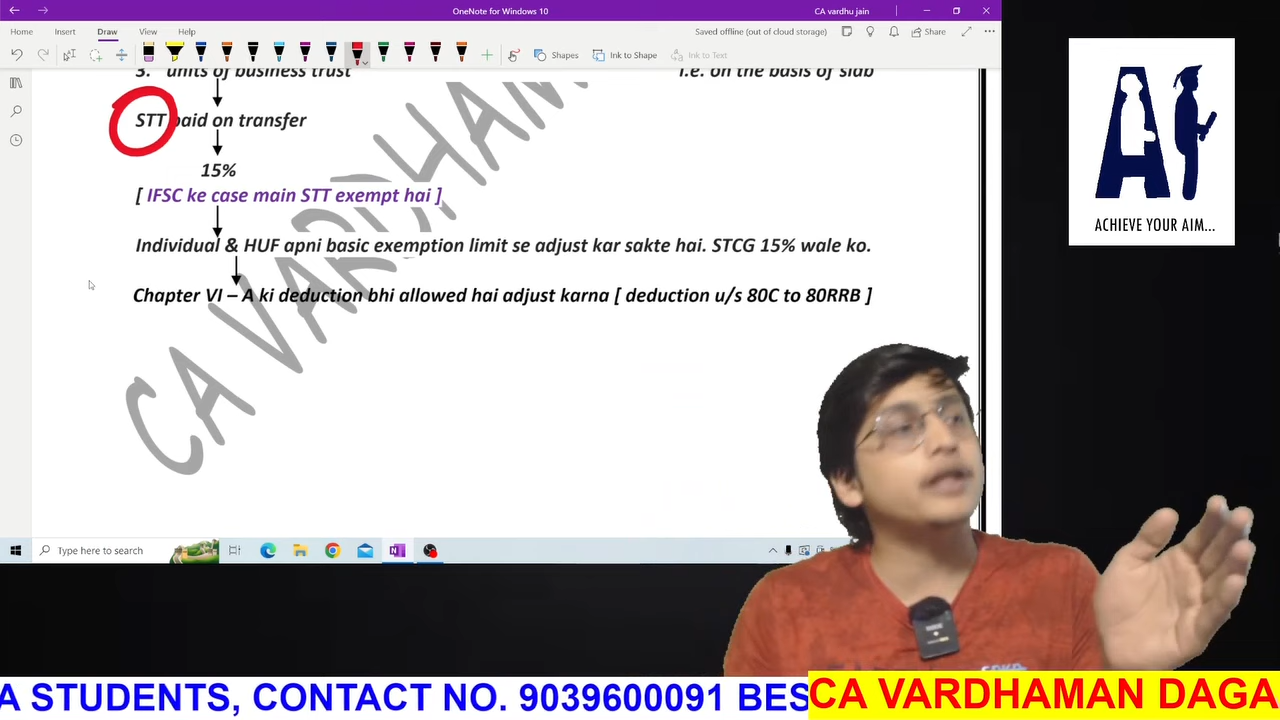 OneNote for Windows 10
CA vardhu jain
Home Insert Draw View Help
Saved offline (out of cloud storage)
Share
Shapes
Ink to Shape
Ink to Text
3. units of business trust
i.e. on the basis of slab
STT paid on transfer
15%
[ IFSC ke case main STT exempt hai ]
Individual & HUF apni basic exemption limit se adjust kar sakte hai. STCG 15% wale ko.
Chapter VI – A ki deduction bhi allowed hai adjust karna [ deduction u/s 80C to 80RRB ]
CA VARDHAM
AI
ACHIEVE YOUR AIM...
Type here to search
A STUDENTS, CONTACT NO. 9039600091 BES
CA VARDHAMAN DAGA